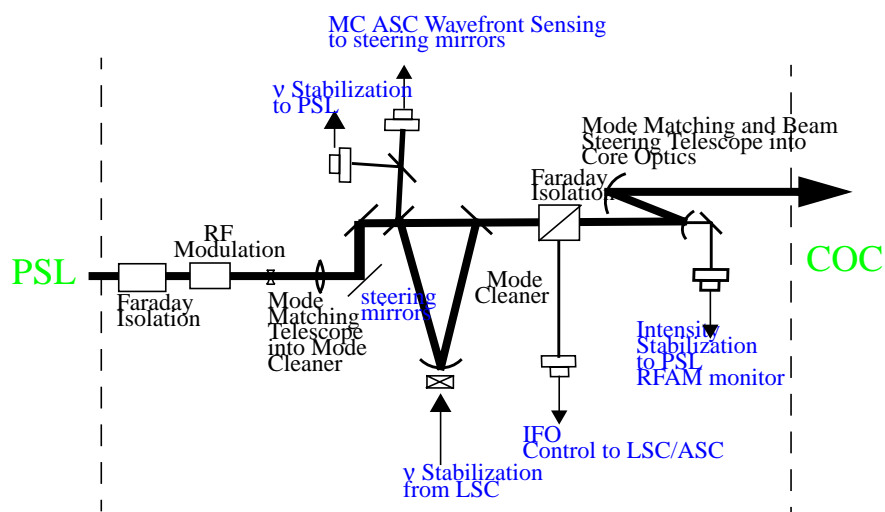 MC ASC Wavefront Sensing
to steering mirrors
ν Stabilization
to PSL
Mode Matching and Beam
Steering Telescope into
Core Optics
Faraday
Isolation
RF
Modulation
PSL
COC
Faraday
Isolation
Mode
Matching
Telescope
into Mode
Cleaner
steering
mirrors
Mode
Cleaner
Intensity
Stabilization
to PSL
RFAM monitor
IFO
Control to LSC/ASC
ν Stabilization
from LSC